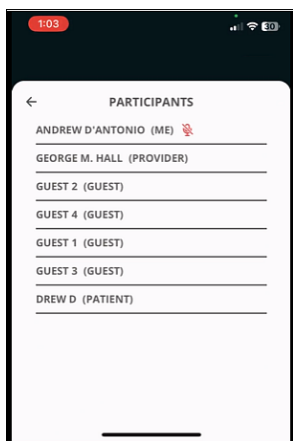 1:03
30
PARTICIPANTS
ANDREW D'ANTONIO (ME)
GEORGE M. HALL (PROVIDER)
GUEST 2 (GUEST)
GUEST 4 (GUEST)
GUEST 1 (GUEST)
GUEST 3 (GUEST)
DREW D (PATIENT)